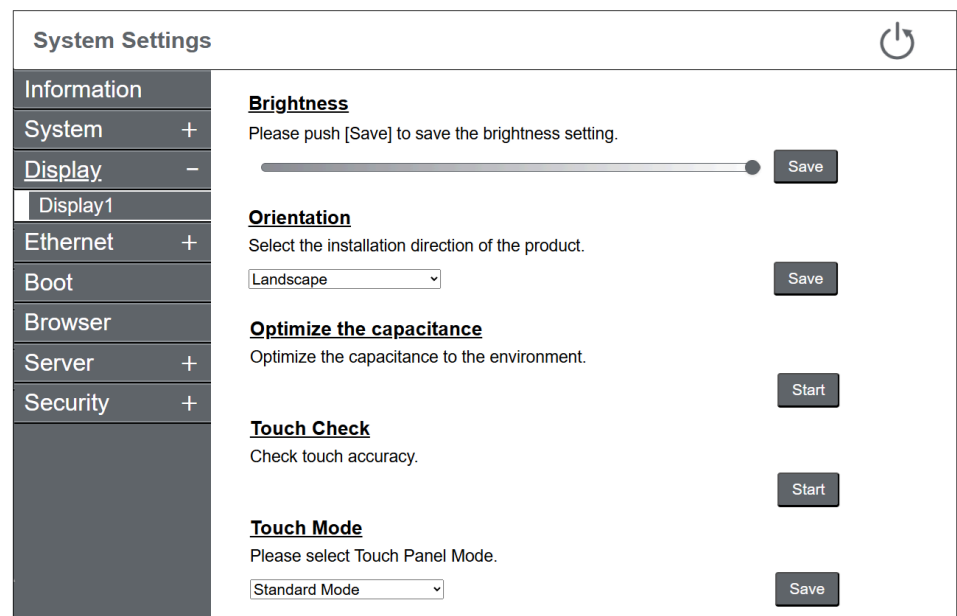 System Settings
Information
System +
Display -
Display1
Ethernet +
Boot
Browser
Server +
Security +
Brightness
Please push [Save] to save the brightness setting.
Save
Orientation
Select the installation direction of the product.
Landscape
Save
Optimize the capacitance
Optimize the capacitance to the environment.
Start
Touch Check
Check touch accuracy.
Start
Touch Mode
Please select Touch Panel Mode.
Standard Mode
Save